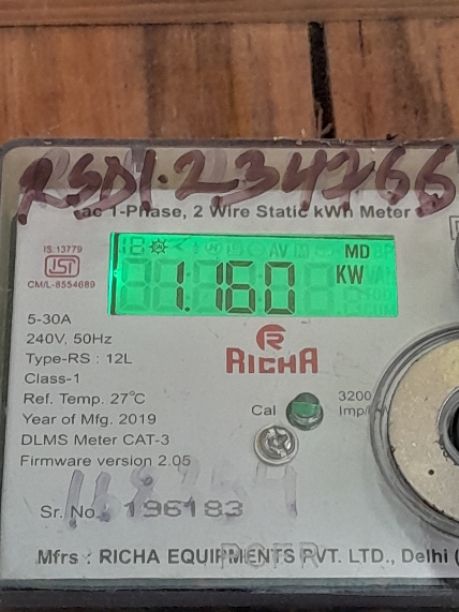 RSD1234266
ac 1-Phase, 2 Wire Static kWh Meter
IS:13779
ISI
CM/L-8554689
MD
1.160 KW
5-30A
240V, 50Hz
Type-RS : 12L
Class-1
Ref. Temp. 27°C
Year of Mfg. 2019
DLMS Meter CAT-3
Firmware version 2.05
RICHA
Cal
3200
Imp/
Sr. No. 196183
Mfrs : RICHA EQUIPMENTS PVT. LTD., Delhi (